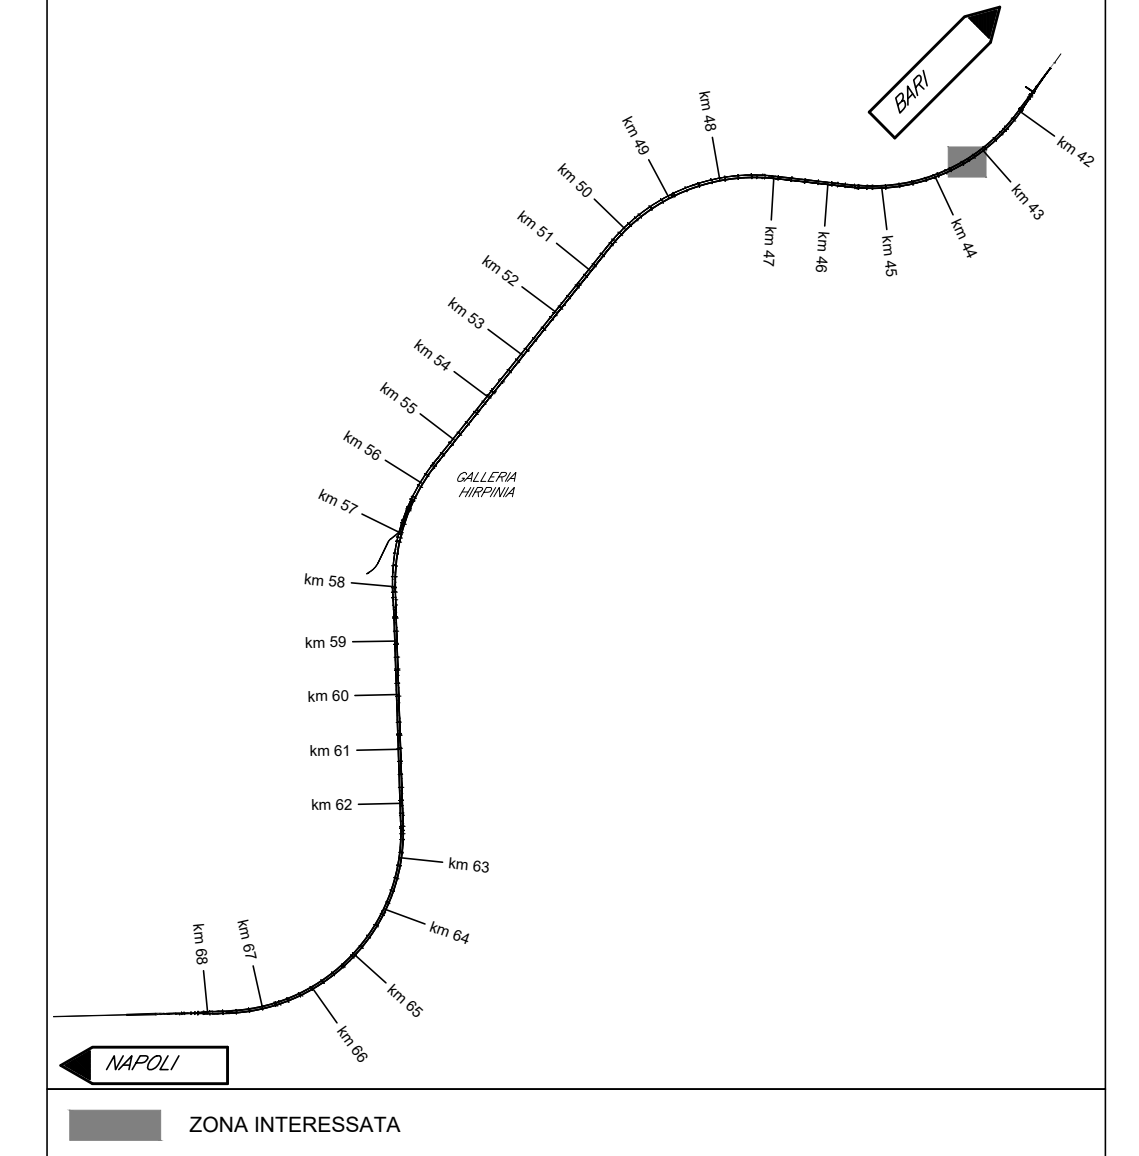 BARI
km 42
km 43
km 44
km 45
km 46
km 47
km 48
km 49
km 50
km 51
km 52
km 53
km 54
km 55
km 56
GALLERIA
HIRPINIA
km 57
km 58
km 59
km 60
km 61
km 62
km 63
km 64
km 65
km 66
km 67
km 68
NAPOLI
ZONA INTERESSATA